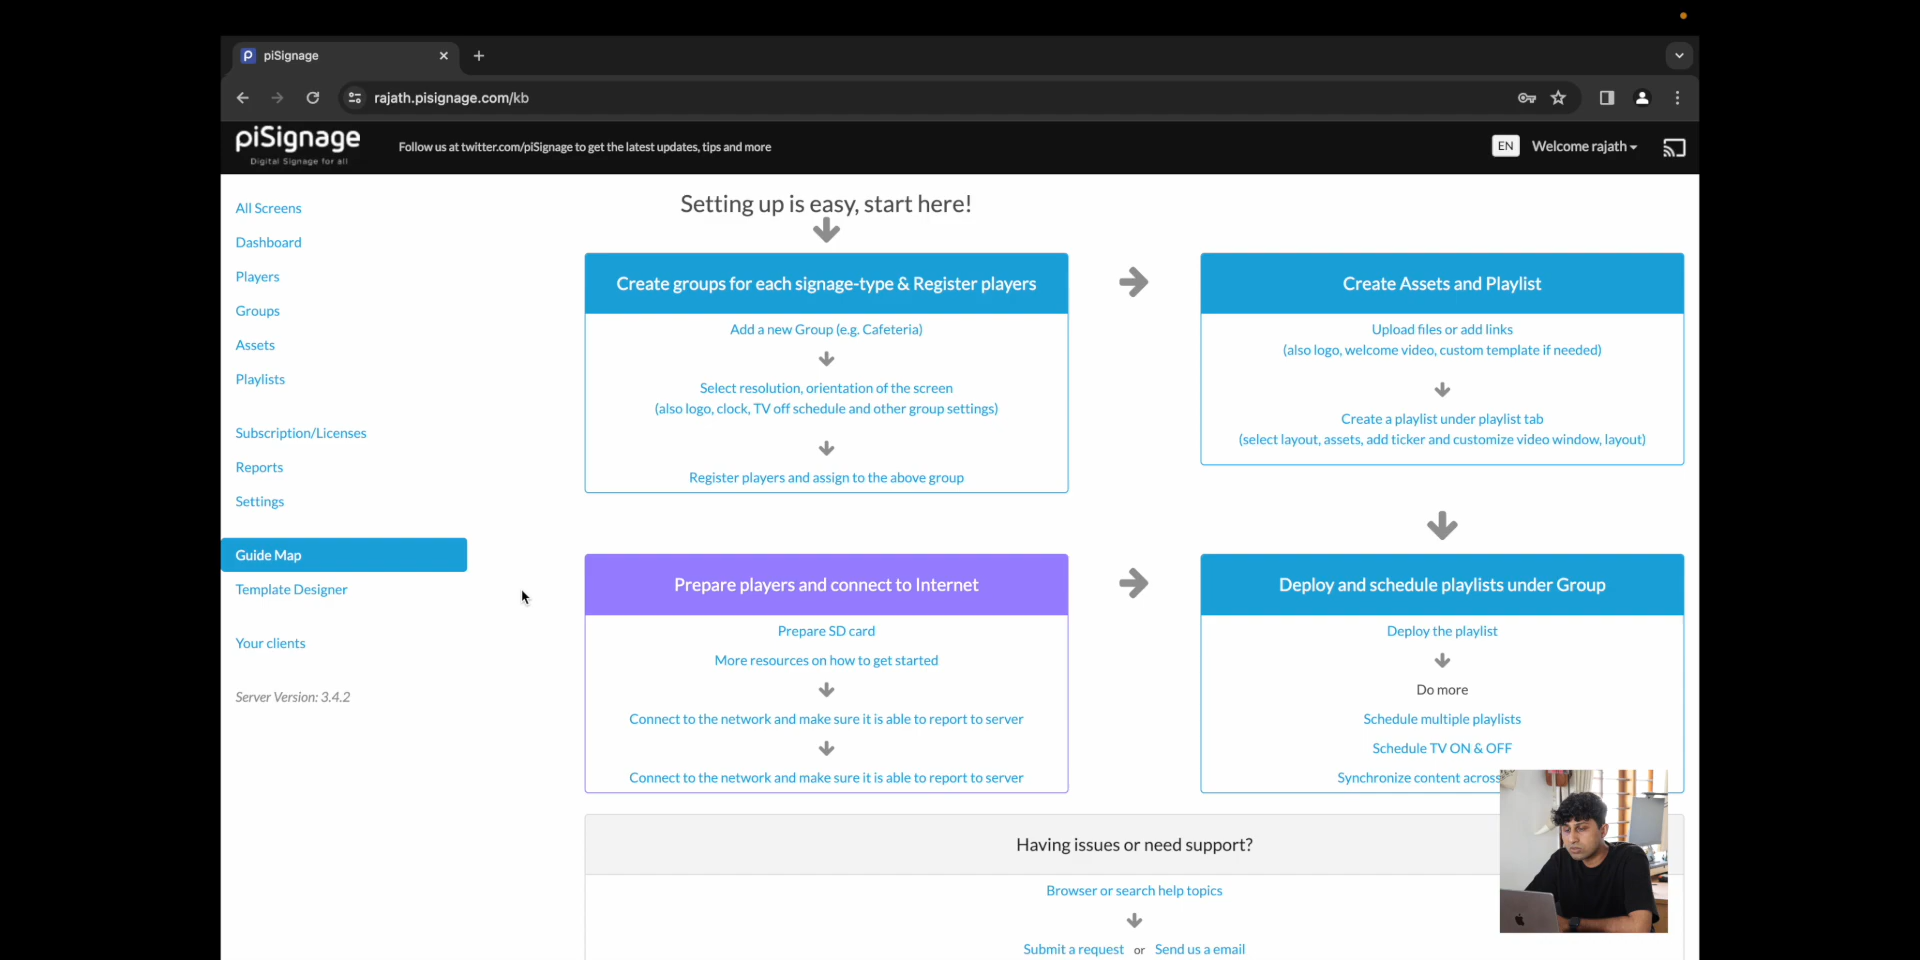 piSignage
rajath.pisignage.com/kb
piSignage
Digital Signage for all
Follow us at twitter.com/piSignage to get the latest updates, tips and more
EN
Welcome rajath
All Screens
Dashboard
Players
Groups
Assets
Playlists
Subscription/Licenses
Reports
Settings
Guide Map
Template Designer
Your clients
Server Version: 3.4.2
Setting up is easy, start here!
Create groups for each signage-type & Register players
Add a new Group (e.g. Cafeteria)
Select resolution, orientation of the screen
(also logo, clock, TV off schedule and other group settings)
Register players and assign to the above group
Create Assets and Playlist
Upload files or add links
(also logo, welcome video, custom template if needed)
Create a playlist under playlist tab
(select layout, assets, add ticker and customize video window, layout)
Prepare players and connect to Internet
Prepare SD card
More resources on how to get started
Connect to the network and make sure it is able to report to server
Connect to the network and make sure it is able to report to server
Deploy and schedule playlists under Group
Deploy the playlist
Do more
Schedule multiple playlists
Schedule TV ON & OFF
Synchronize content across
Having issues or need support?
Browser or search help topics
Submit a request or Send us a email